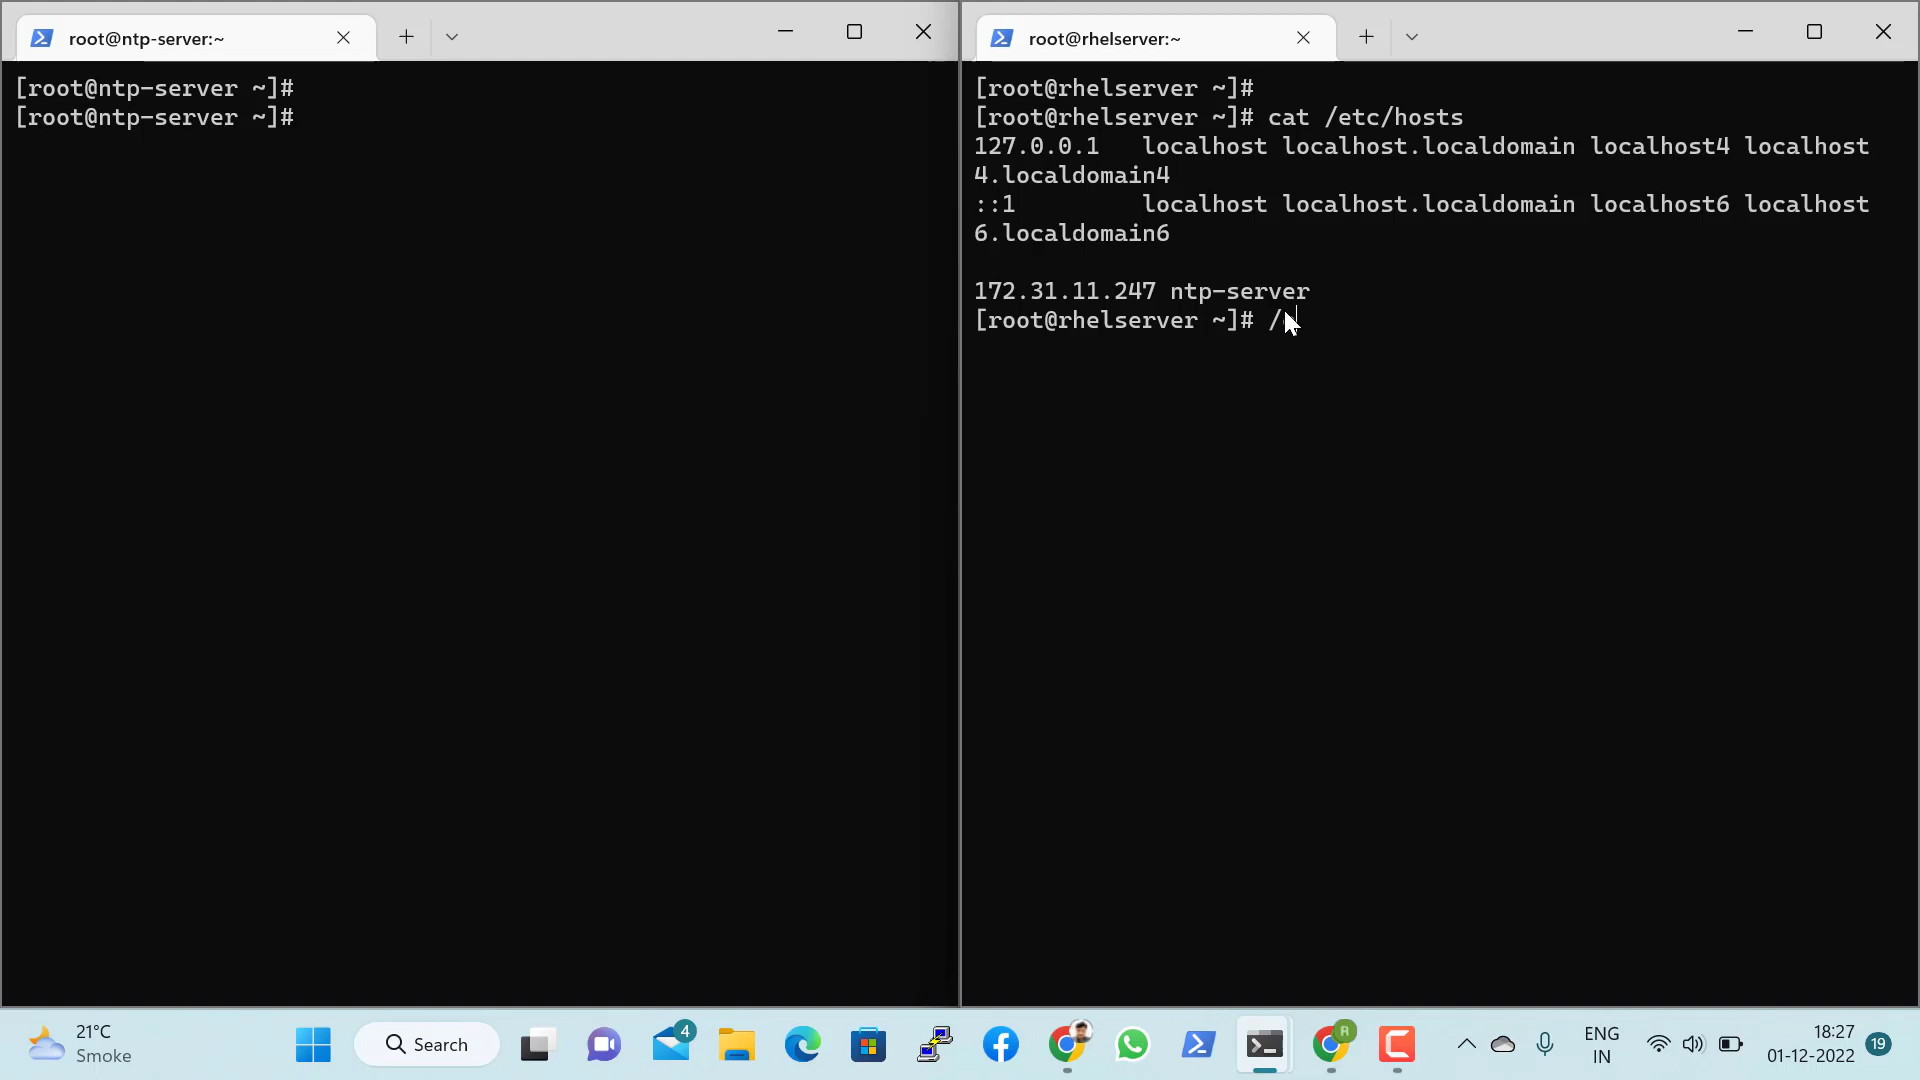 root@ntp-server:~
[root@ntp-server ~]#
[root@ntp-server ~]#
root@rhelserver:~
[root@rhelserver ~]#
[root@rhelserver ~]# cat /etc/hosts
127.0.0.1   localhost localhost.localdomain localhost4 localhost
4.localdomain4
::1         localhost localhost.localdomain localhost6 localhost
6.localdomain6
172.31.11.247 ntp-server
[root@rhelserver ~]# /
21°C
Smoke
Search
4
R
ENG
IN
18:27
01-12-2022
19